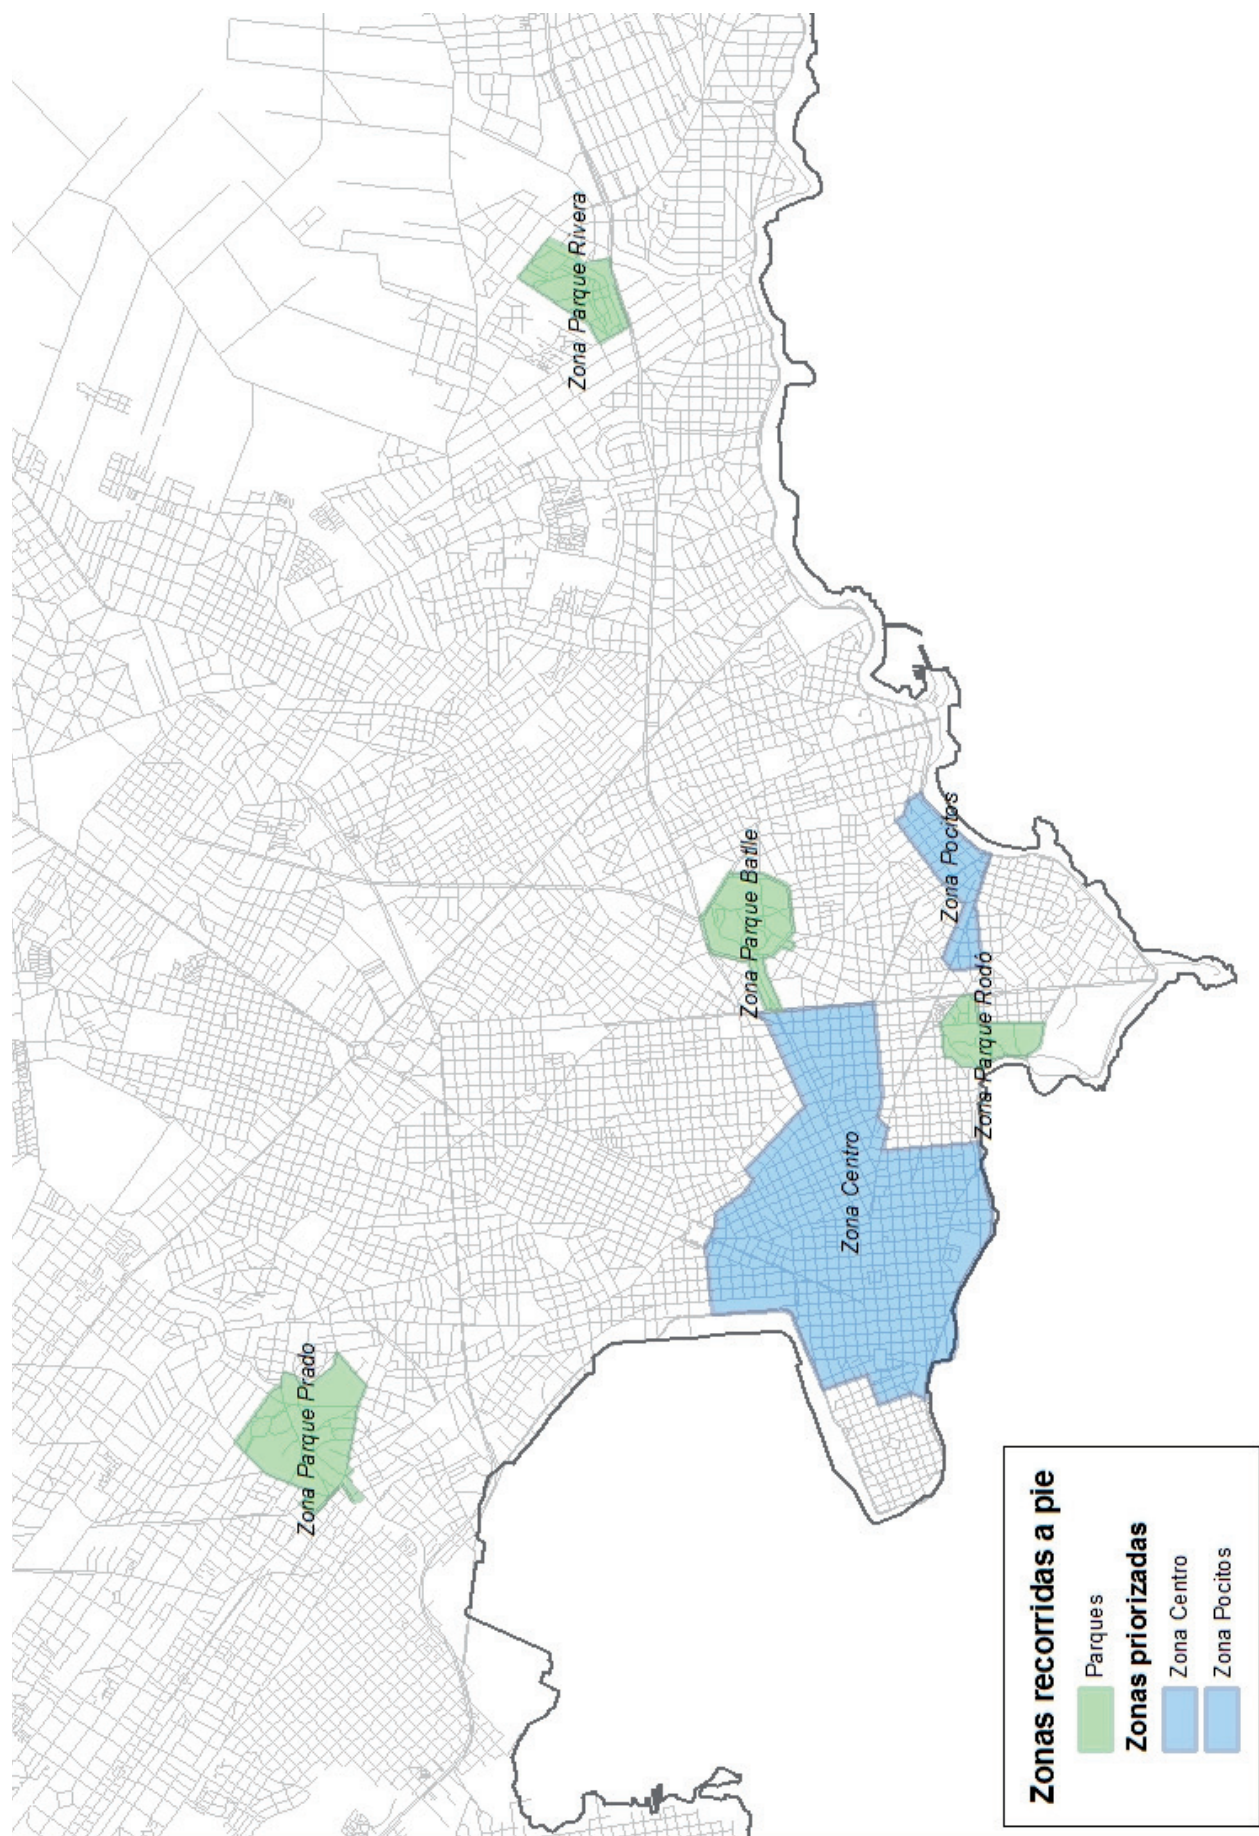 Zona Parque Prado
Zona Parque Rivera
Zona Parque Batlle
Zona Centro
Zona Pocitos
Zona Parque Rodó
Zonas recorridas a pie
Parques
Zonas priorizadas
Zona Centro
Zona Pocitos